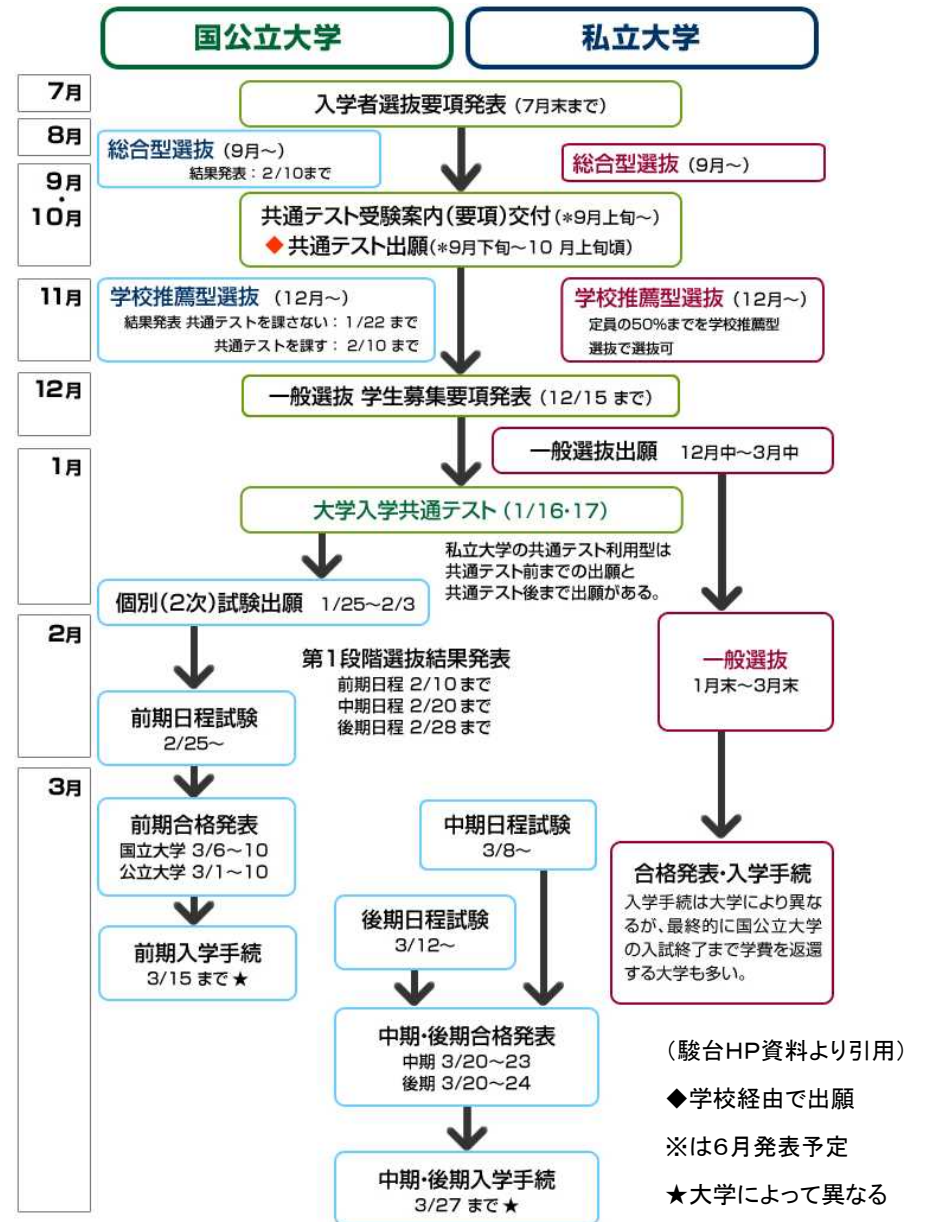 国公立大学
私立大学
7月
入学者選抜要項発表（7月末まで）
8月
総合型選抜（9月～）
結果発表：2/10まで
総合型選抜（9月～）
9月
・
10月
共通テスト受験案内（要項）交付（*9月上旬～）
◆共通テスト出願（*9月下旬～10月上旬頃）
11月
学校推薦型選抜（12月～）
結果発表 共通テストを課さない：1/22まで
共通テストを課す：2/10まで
学校推薦型選抜（12月～）
定員の50%までを学校推薦型
選抜で選抜可
12月
一般選抜 学生募集要項発表（12/15まで）
一般選抜出願 12月中～3月中
1月
大学入学共通テスト（1/16・17）
私立大学の共通テスト利用型は
共通テスト前までの出願と
共通テスト後まで出願がある。
個別（2次）試験出願 1/25～2/3
2月
第1段階選抜結果発表
前期日程 2/10まで
中期日程 2/20まで
後期日程 2/28まで
一般選抜
1月末～3月末
前期日程試験
2/25～
3月
前期合格発表
国立大学 3/6～10
公立大学 3/1～10
中期日程試験
3/8～
合格発表・入学手続
入学手続は大学により異な
るが、最終的に国公立大学
の入試終了まで学費を返還
する大学も多い。
後期日程試験
3/12～
前期入学手続
3/15まで★
中期・後期合格発表
中期 3/20～23
後期 3/20～24
中期・後期入学手続
3/27まで★
（駿台HP資料より引用）
◆学校経由で出願
※は6月発表予定
★大学によって異なる